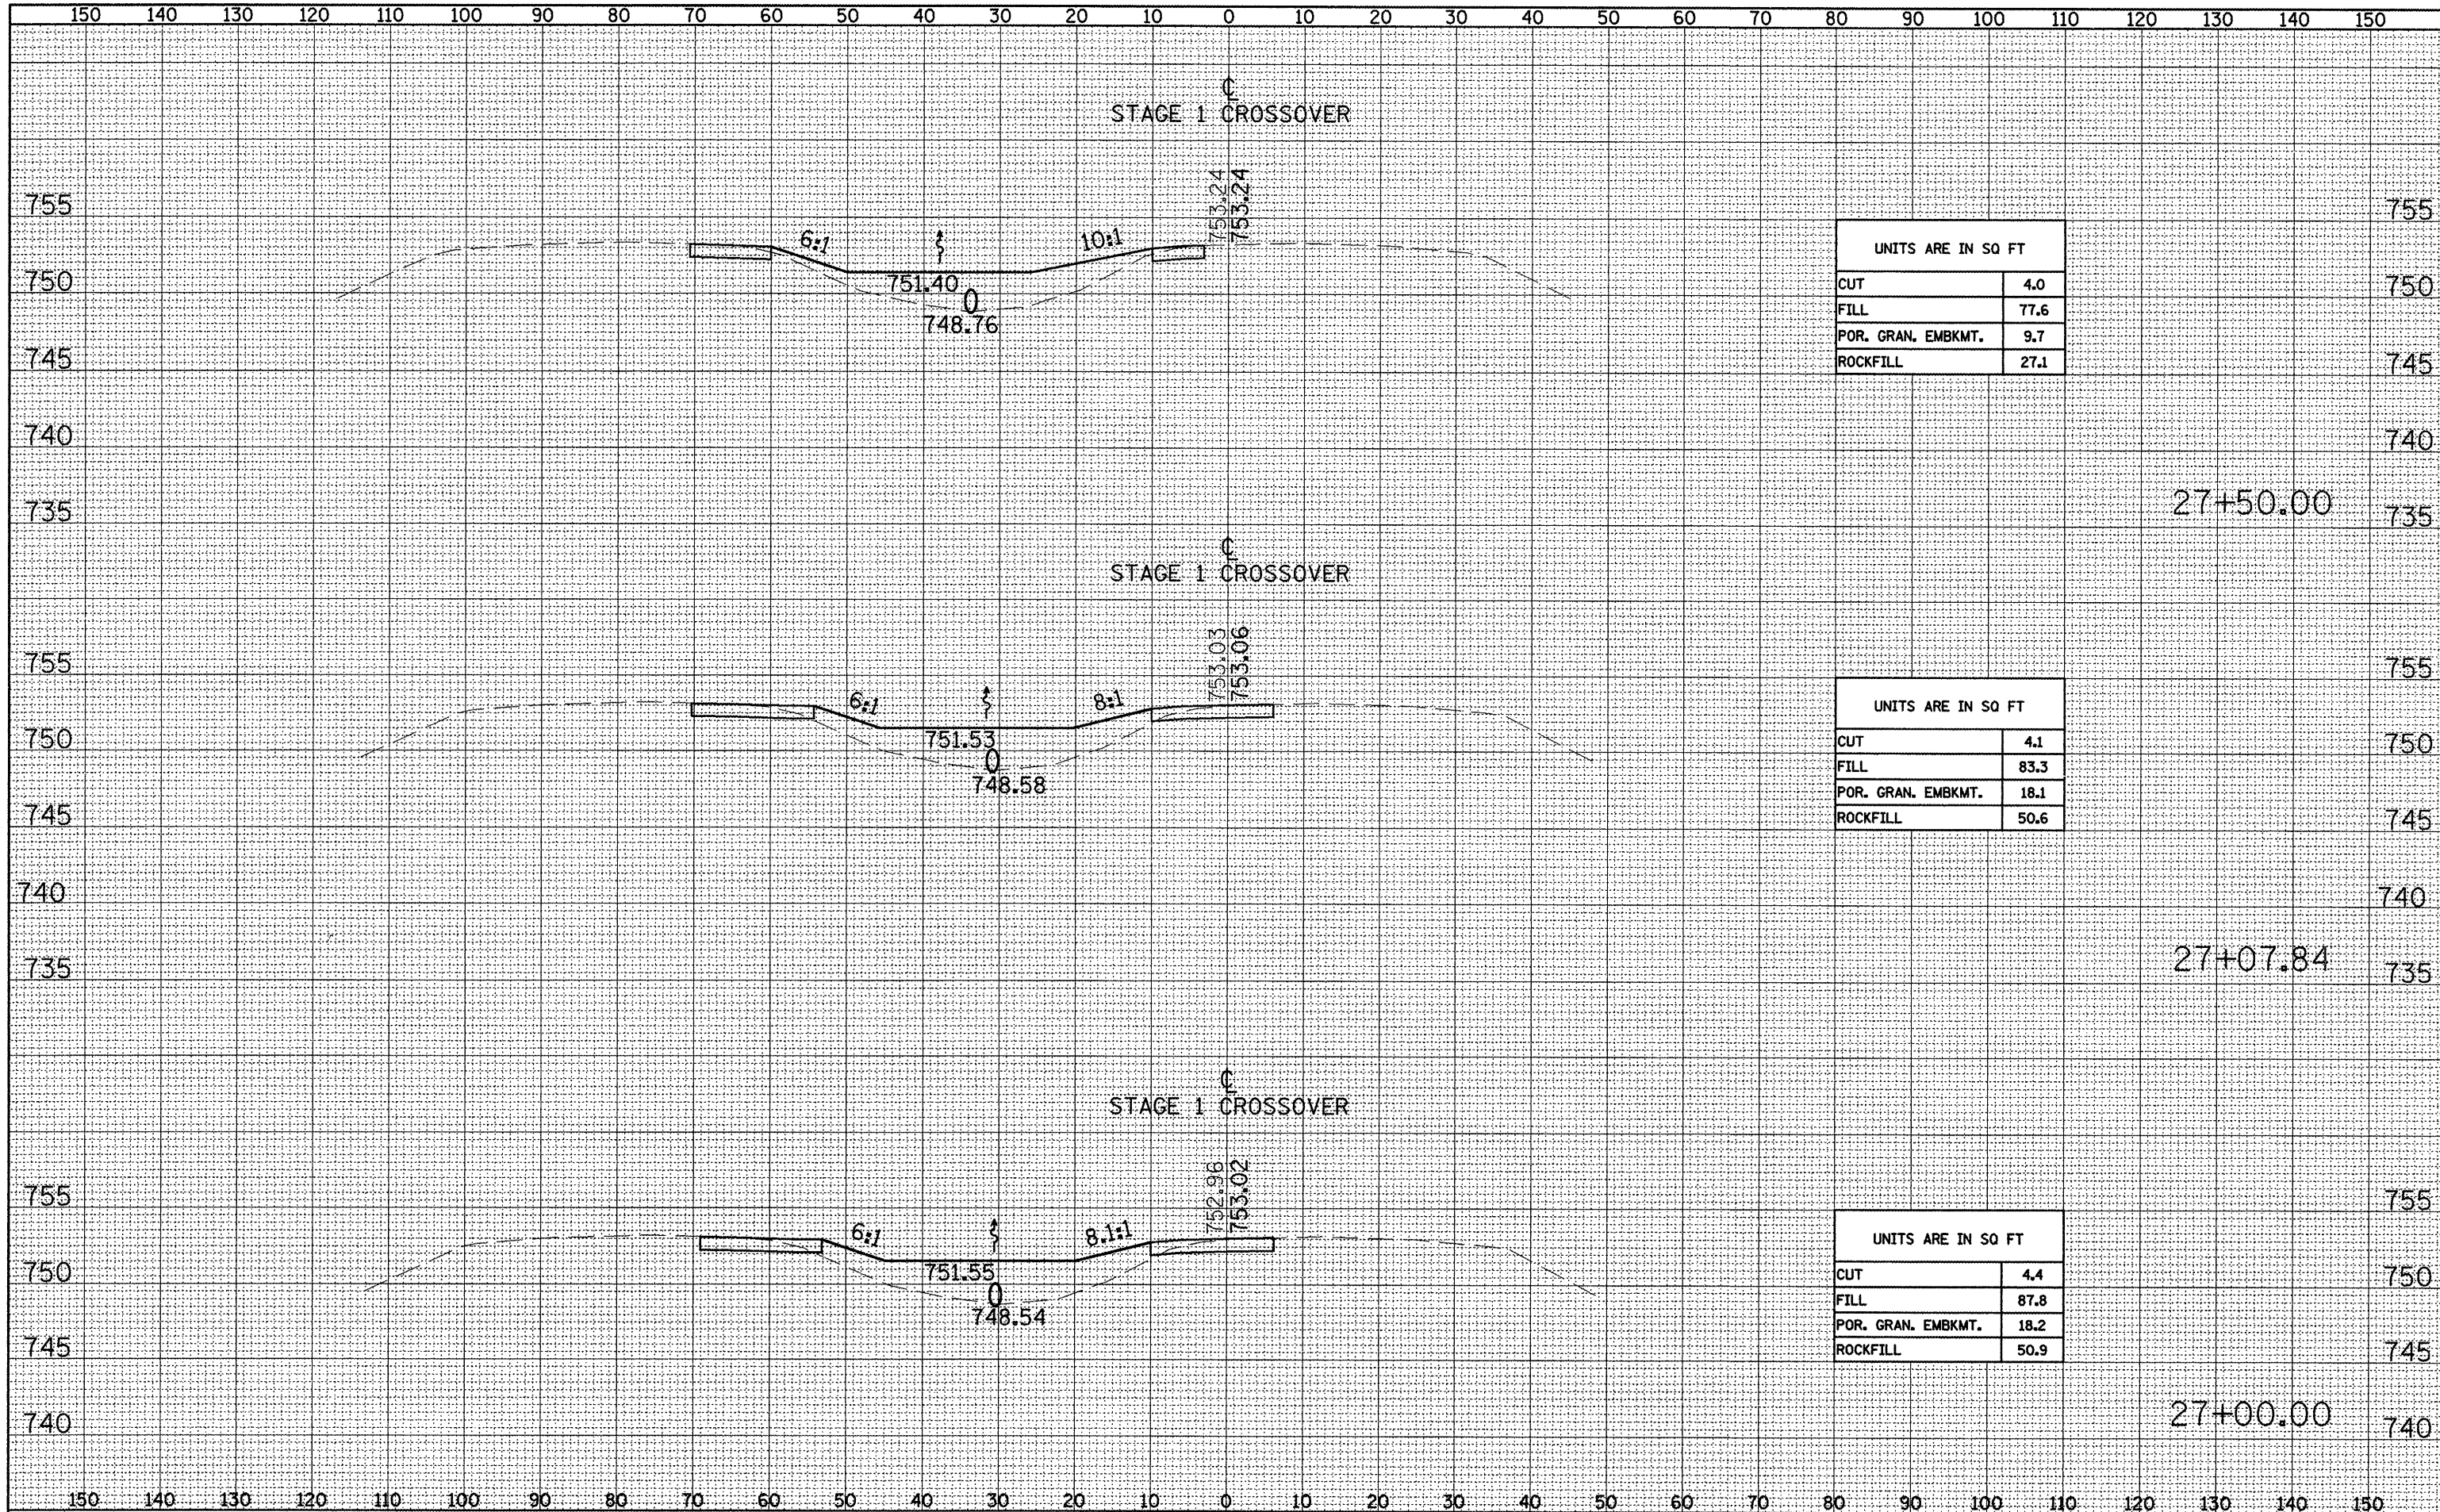 150 140 130 120 110 100 90 80 70 60 50 40 30 20 10 0 10 20 30 40 50 60 70 80 90 100 110 120 130 140 150
℄
STAGE 1 CROSSOVER
753.24
753.24
755 755
6:1 10:1
751.40
750 750
0
748.76
745 745
740 740
735 735
UNITS ARE IN SQ FT
CUT 4.0
FILL 77.6
POR. GRAN. EMBKMT. 9.7
ROCKFILL 27.1
27+50.00
℄
STAGE 1 CROSSOVER
753.03
753.06
755 755
6:1 8:1
751.53
750 750
0
748.58
745 745
740 740
735 735
UNITS ARE IN SQ FT
CUT 4.1
FILL 83.3
POR. GRAN. EMBKMT. 18.1
ROCKFILL 50.6
27+07.84
℄
STAGE 1 CROSSOVER
752.96
753.02
755 755
6:1 8.1:1
751.55
750 750
0
748.54
745 745
740 740
UNITS ARE IN SQ FT
CUT 4.4
FILL 87.8
POR. GRAN. EMBKMT. 18.2
ROCKFILL 50.9
27+00.00
150 140 130 120 110 100 90 80 70 60 50 40 30 20 10 0 10 20 30 40 50 60 70 80 90 100 110 120 130 140 150